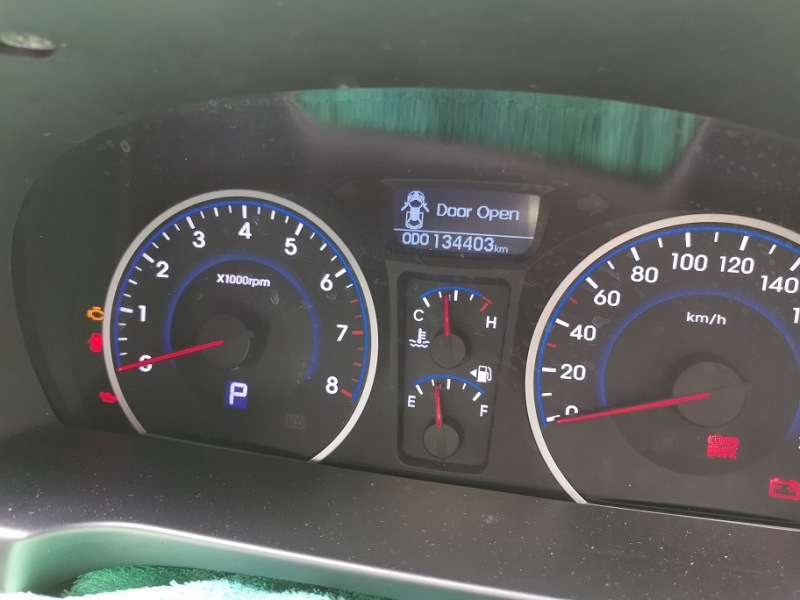 Door Open
ODO 134403 km
0 1 2 3 4 5 6 7 8
X1000rpm
P
ECO
C H
E F
0 20 40 60 80 100 120 140
km/h